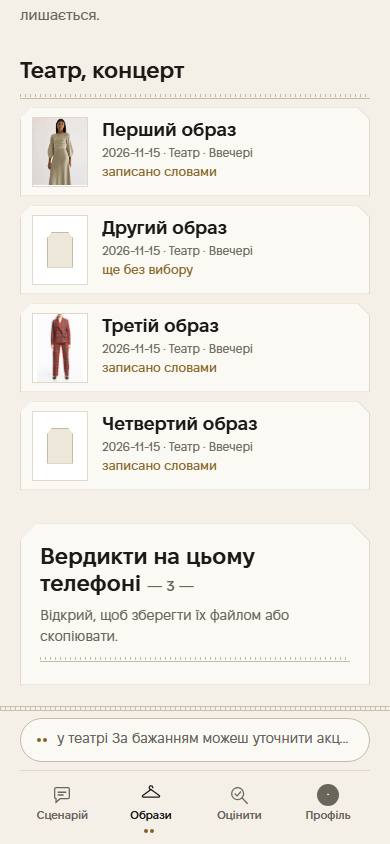 лишається.
Театр, концерт
Перший образ
2026-11-15 · Театр · Ввечері
записано словами
Другий образ
2026-11-15 · Театр · Ввечері
ще без вибору
Третій образ
2026-11-15 · Театр · Ввечері
записано словами
Четвертий образ
2026-11-15 · Театр · Ввечері
записано словами
Вердикти на цьому
телефоні — 3 —
Відкрий, щоб зберегти їх файлом або
скопіювати.
у театрі За бажанням можеш уточнити акц...
Сценарій
Образи
Оцінити
Профіль